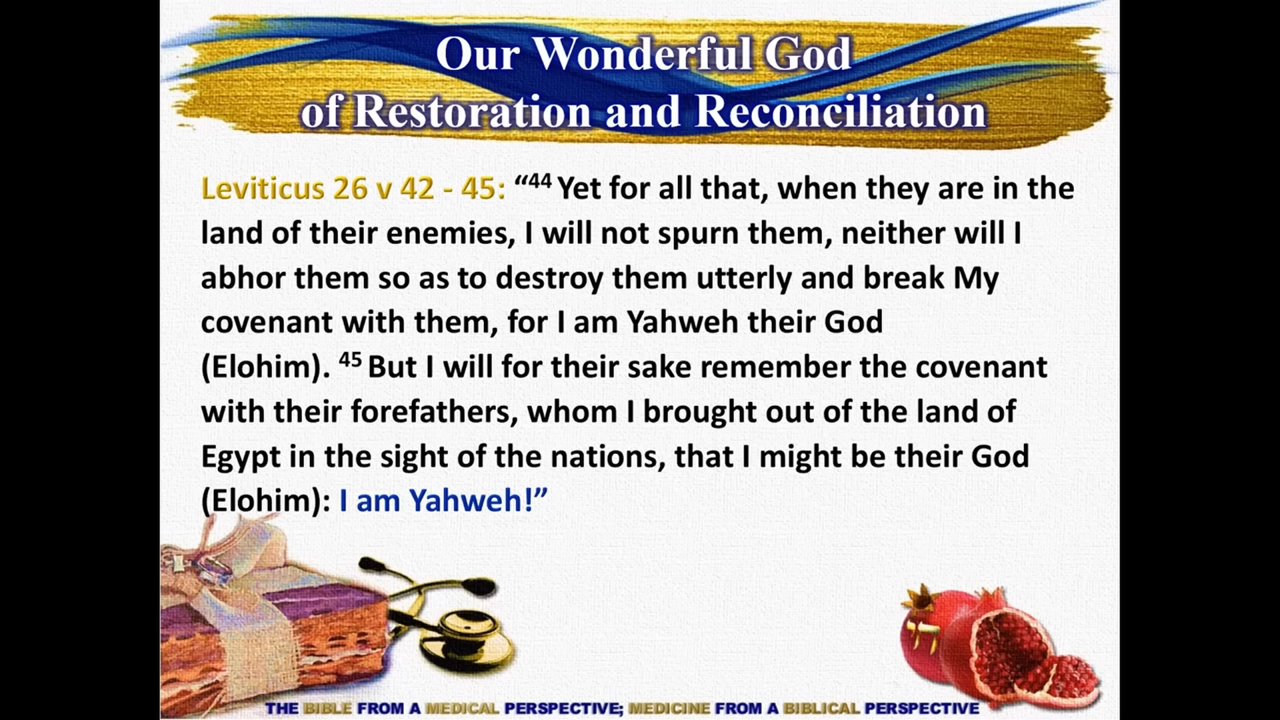 Our Wonderful God
of Restoration and Reconciliation
Leviticus 26 v 42 - 45: “44 Yet for all that, when they are in the
land of their enemies, I will not spurn them, neither will I
abhor them so as to destroy them utterly and break My
covenant with them, for I am Yahweh their God
(Elohim). 45 But I will for their sake remember the covenant
with their forefathers, whom I brought out of the land of
Egypt in the sight of the nations, that I might be their God
(Elohim): I am Yahweh!”
חי
THE BIBLE FROM A MEDICAL PERSPECTIVE; MEDICINE FROM A BIBLICAL PERSPECTIVE